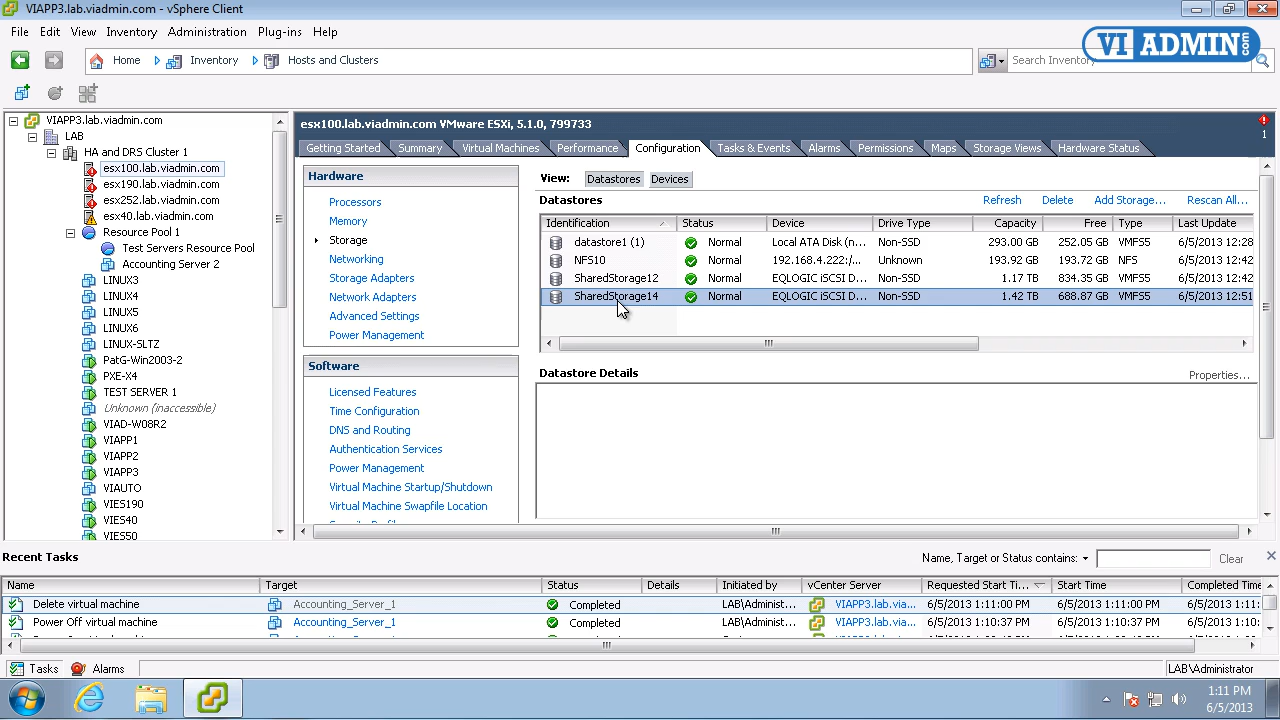 VIAPP3.lab.viadmin.com - vSphere Client
File Edit View Inventory Administration Plug-ins Help
VI ADMIN.com
Home Inventory Hosts and Clusters Search Inventory
VIAPP3.lab.viadmin.com
LAB
HA and DRS Cluster 1
esx100.lab.viadmin.com
esx190.lab.viadmin.com
esx252.lab.viadmin.com
esx40.lab.viadmin.com
Resource Pool 1
Test Servers Resource Pool
Accounting Server 2
LINUX3
LINUX4
LINUX5
LINUX6
LINUX-SLTZ
PatG-Win2003-2
PXE-X4
TEST SERVER 1
Unknown (inaccessible)
VIAD-W08R2
VIAPP1
VIAPP2
VIAPP3
VIAUTO
VIES190
VIES40
VIES50
esx100.lab.viadmin.com VMware ESXi, 5.1.0, 799733
1
Getting Started Summary Virtual Machines Performance Configuration Tasks & Events Alarms Permissions Maps Storage Views Hardware Status
Hardware
Processors
Memory
Storage
Networking
Storage Adapters
Network Adapters
Advanced Settings
Power Management
Software
Licensed Features
Time Configuration
DNS and Routing
Authentication Services
Power Management
Virtual Machine Startup/Shutdown
Virtual Machine Swapfile Location
View: Datastores Devices
Datastores Refresh Delete Add Storage... Rescan All...
Identification Status Device Drive Type Capacity Free Type Last Update
datastore1 (1) Normal Local ATA Disk (n... Non-SSD 293.00 GB 252.05 GB VMFS5 6/5/2013 12:28
NFS10 Normal 192.168.4.222:/... Unknown 193.92 GB 193.72 GB NFS 6/5/2013 12:42
SharedStorage12 Normal EQLOGIC iSCSI D... Non-SSD 1.17 TB 834.35 GB VMFS5 6/5/2013 12:42
SharedStorage14 Normal EQLOGIC iSCSI D... Non-SSD 1.42 TB 688.87 GB VMFS5 6/5/2013 12:51
Datastore Details Properties...
Recent Tasks Name, Target or Status contains: Clear
Name Target Status Details Initiated by vCenter Server Requested Start Ti... Start Time Completed Time
Delete virtual machine Accounting_Server_1 Completed LAB\Administ... VIAPP3.lab.via... 6/5/2013 1:11:00 PM 6/5/2013 1:11:00 PM 6/5/2013 1:11:0
Power Off virtual machine Accounting_Server_1 Completed LAB\Administ... VIAPP3.lab.via... 6/5/2013 1:10:37 PM 6/5/2013 1:10:37 PM 6/5/2013 1:10:
Tasks Alarms LAB\Administrator
1:11 PM
6/5/2013